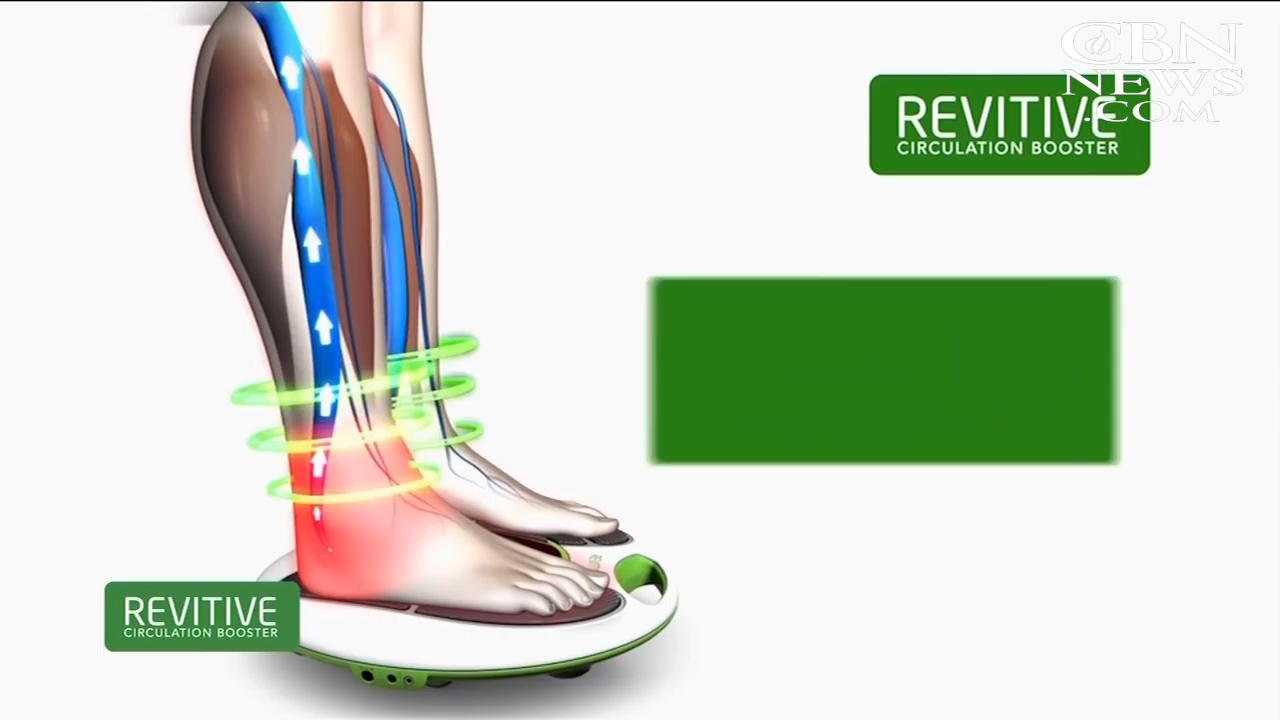 CBN
NEWS
.COM
REVITIVE
CIRCULATION BOOSTER
REVITIVE
CIRCULATION BOOSTER